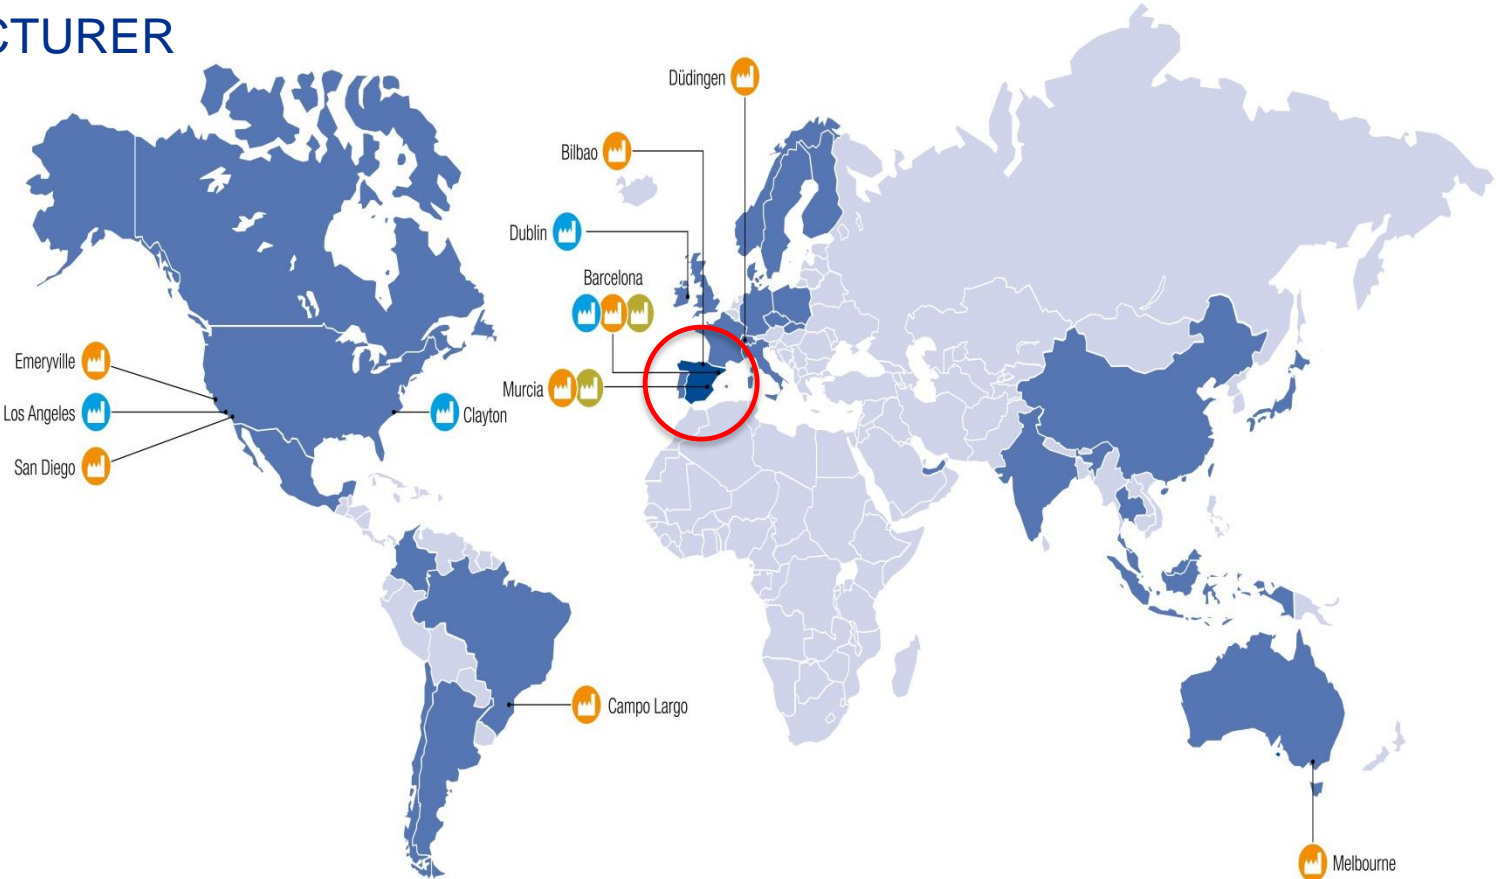 CTURER
Düdingen
Bilbao
Dublin
Barcelona
Emeryville
Murcia
Los Angeles
Clayton
San Diego
Campo Largo
Melbourne